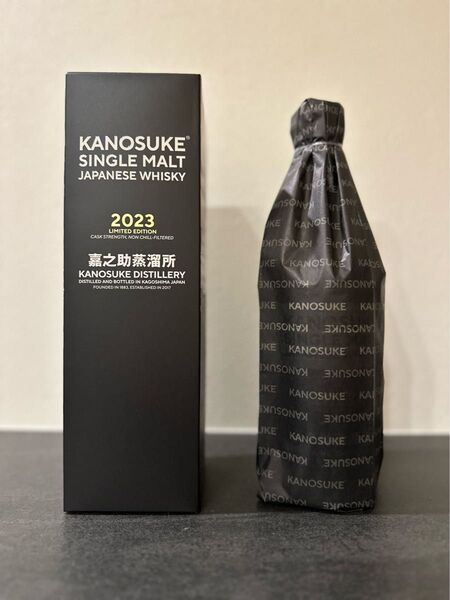 KANOSUKE®
SINGLE MALT
JAPANESE WHISKY
2023
LIMITED EDITION
CASK STRENGTH, NON CHILL-FILTERED
嘉之助蒸溜所
KANOSUKE DISTILLERY
DISTILLED AND BOTTLED IN KAGOSHIMA JAPAN
FOUNDED IN 1883, ESTABLISHED IN 2017
KANOSUKE
KANOSUKE
KANOSUKE
KANOSUKE
KANOSUKE
KANOSUKE
KANOSUKE
KANOSUKE
KANOSUKE